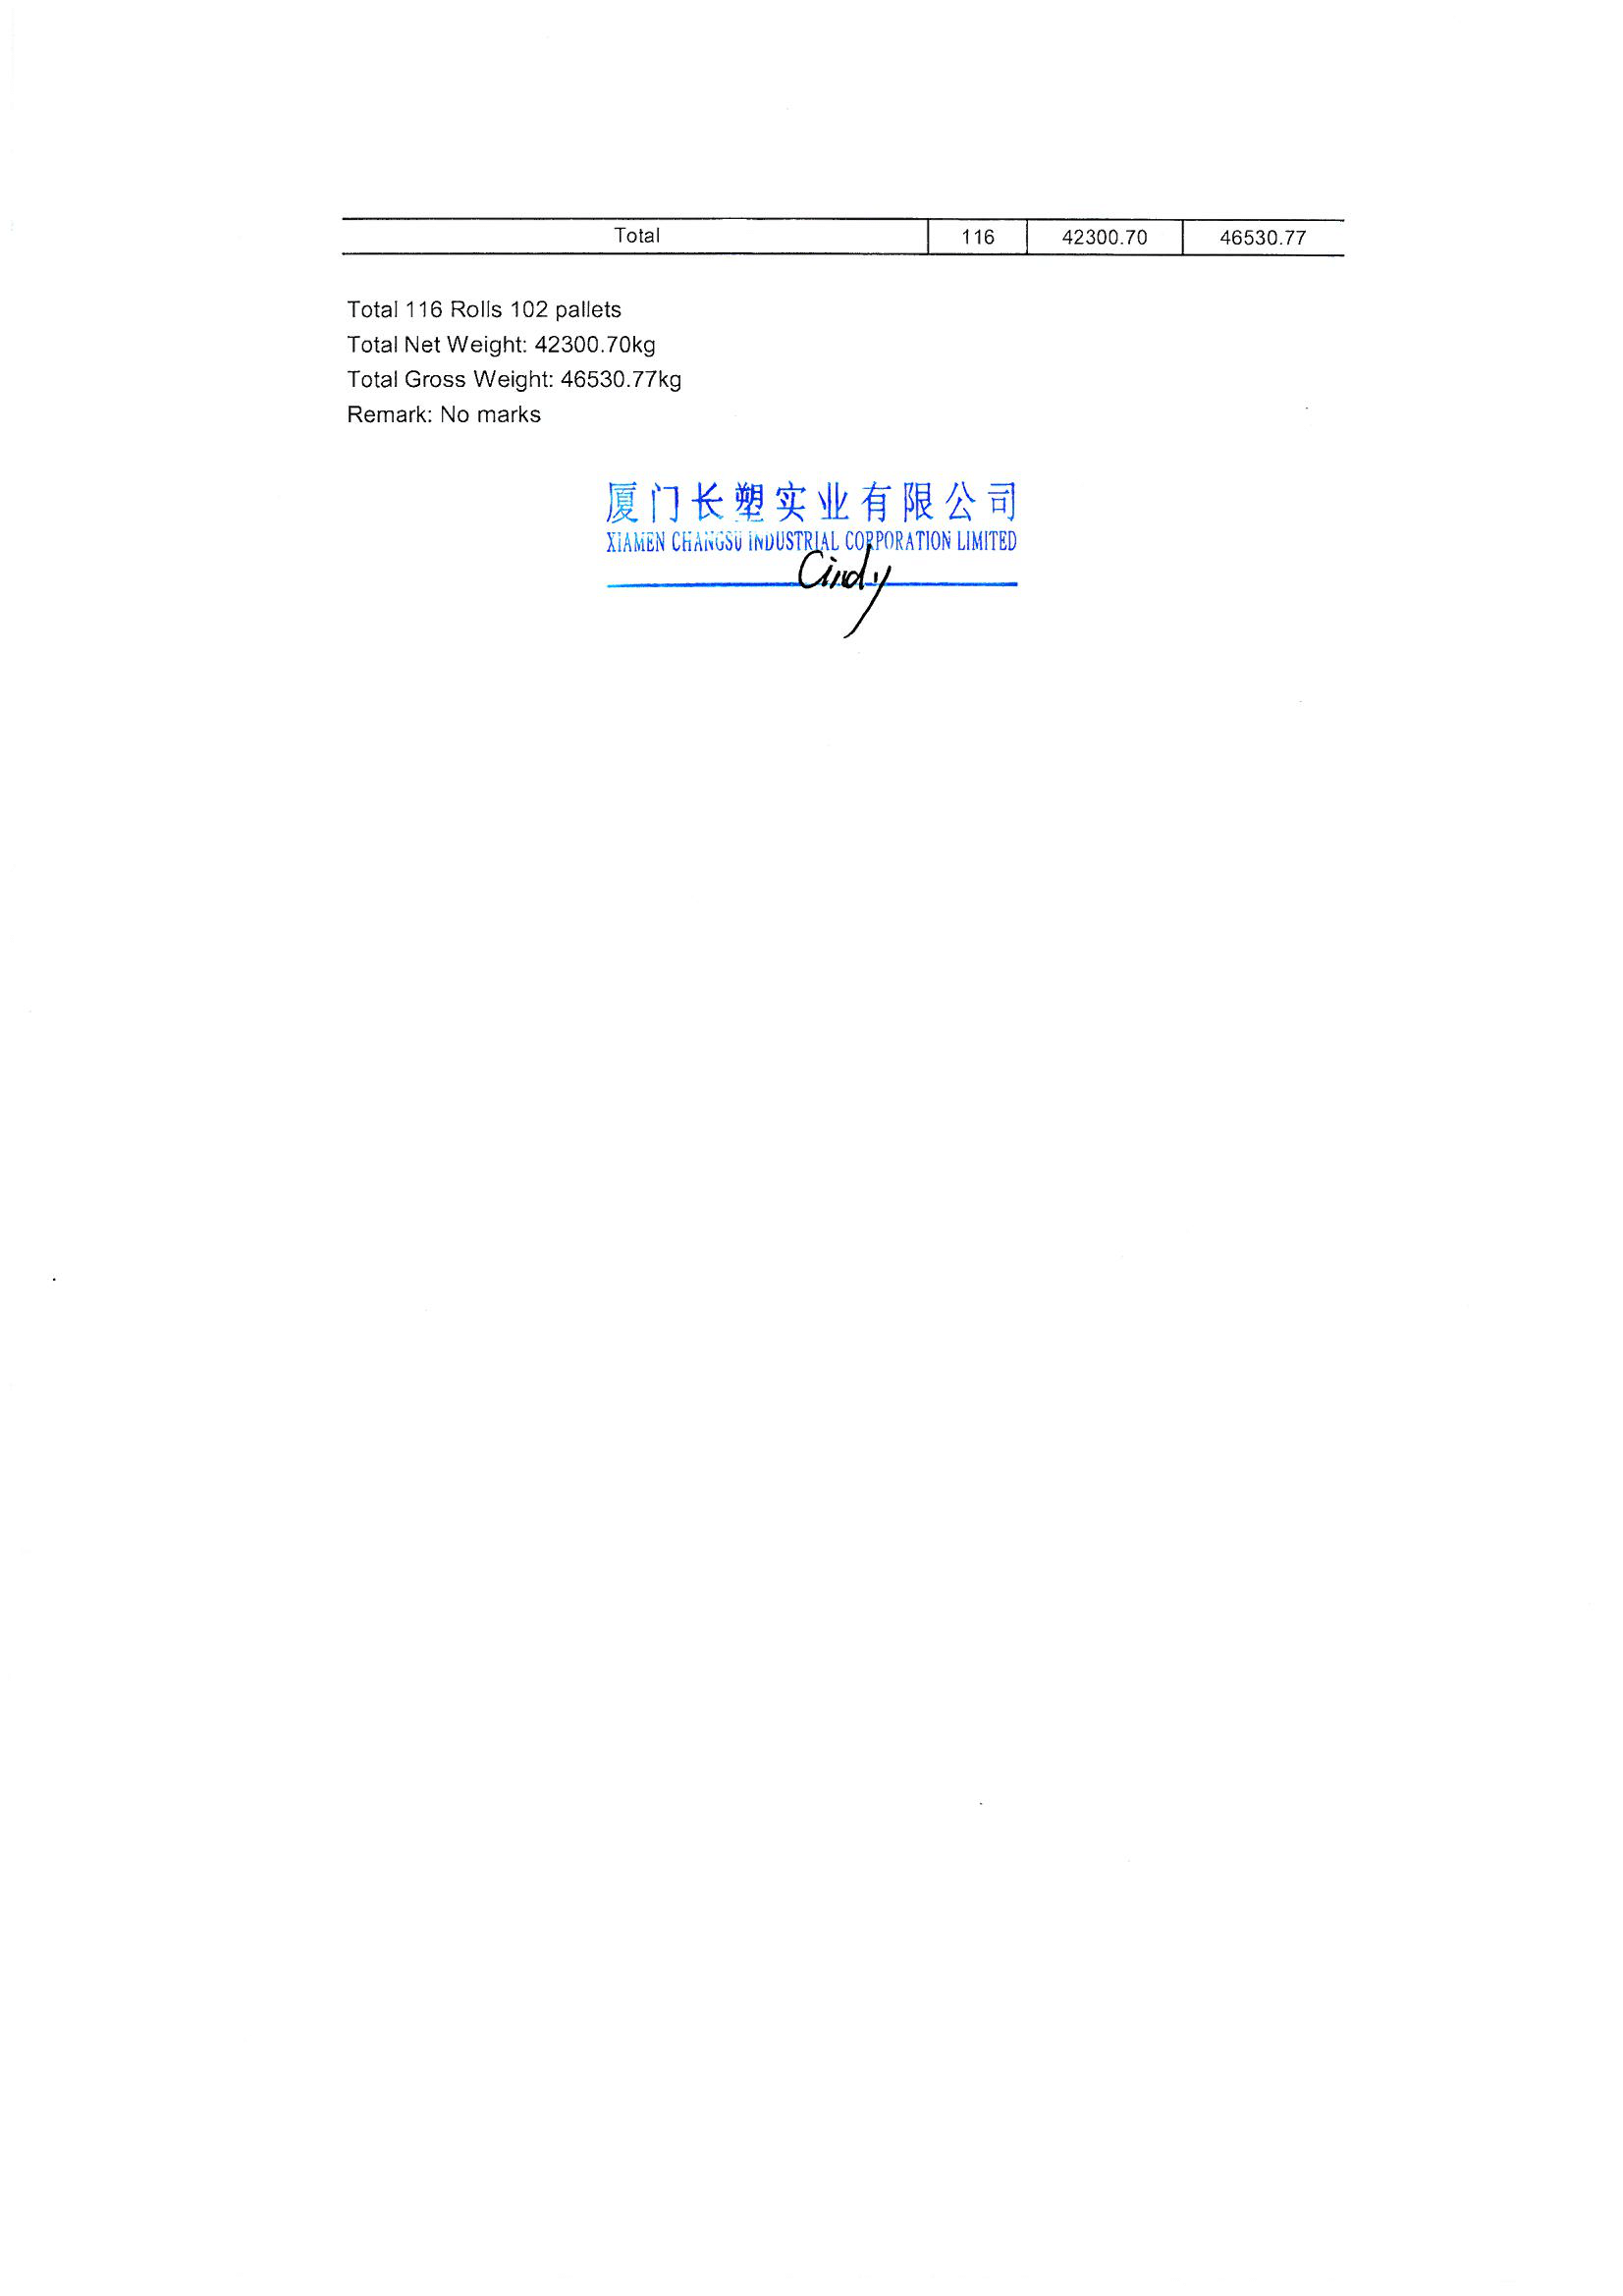 Total 116 42300.70 46530.77
Total 116 Rolls 102 pallets
Total Net Weight: 42300.70kg
Total Gross Weight: 46530.77kg
Remark: No marks
厦门长塑实业有限公司
XIAMEN CHANGSU INDUSTRIAL CORPORATION LIMITED
Cindy